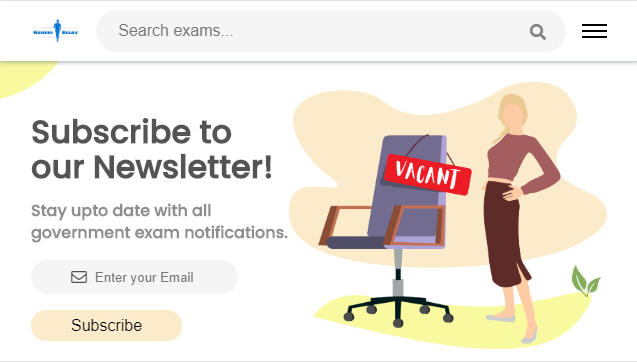 Search exams...
Subscribe to
our Newsletter!
VACANT
Stay upto date with all
government exam notifications.
Enter your Email
Subscribe